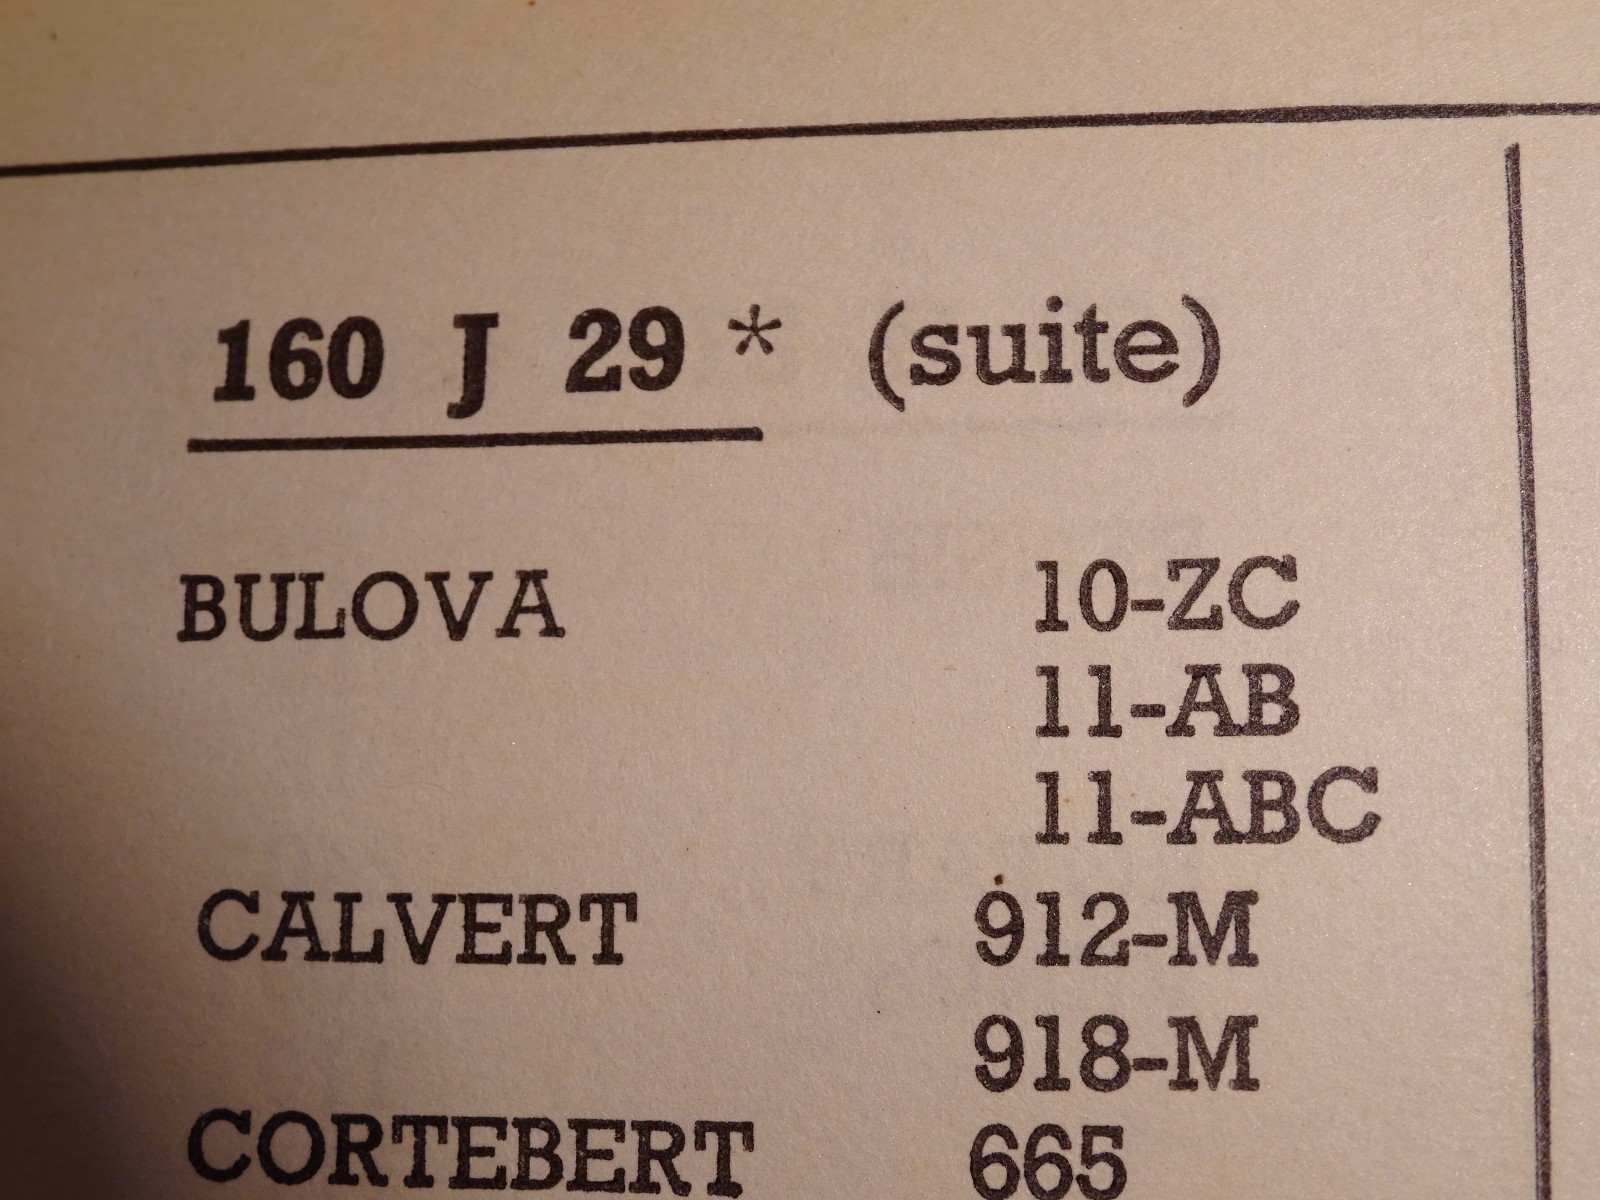 160 J 29 * (suite)
BULOVA 10-ZC
11-AB
11-ABC
CALVERT 912-M
918-M
CORTEBERT 665